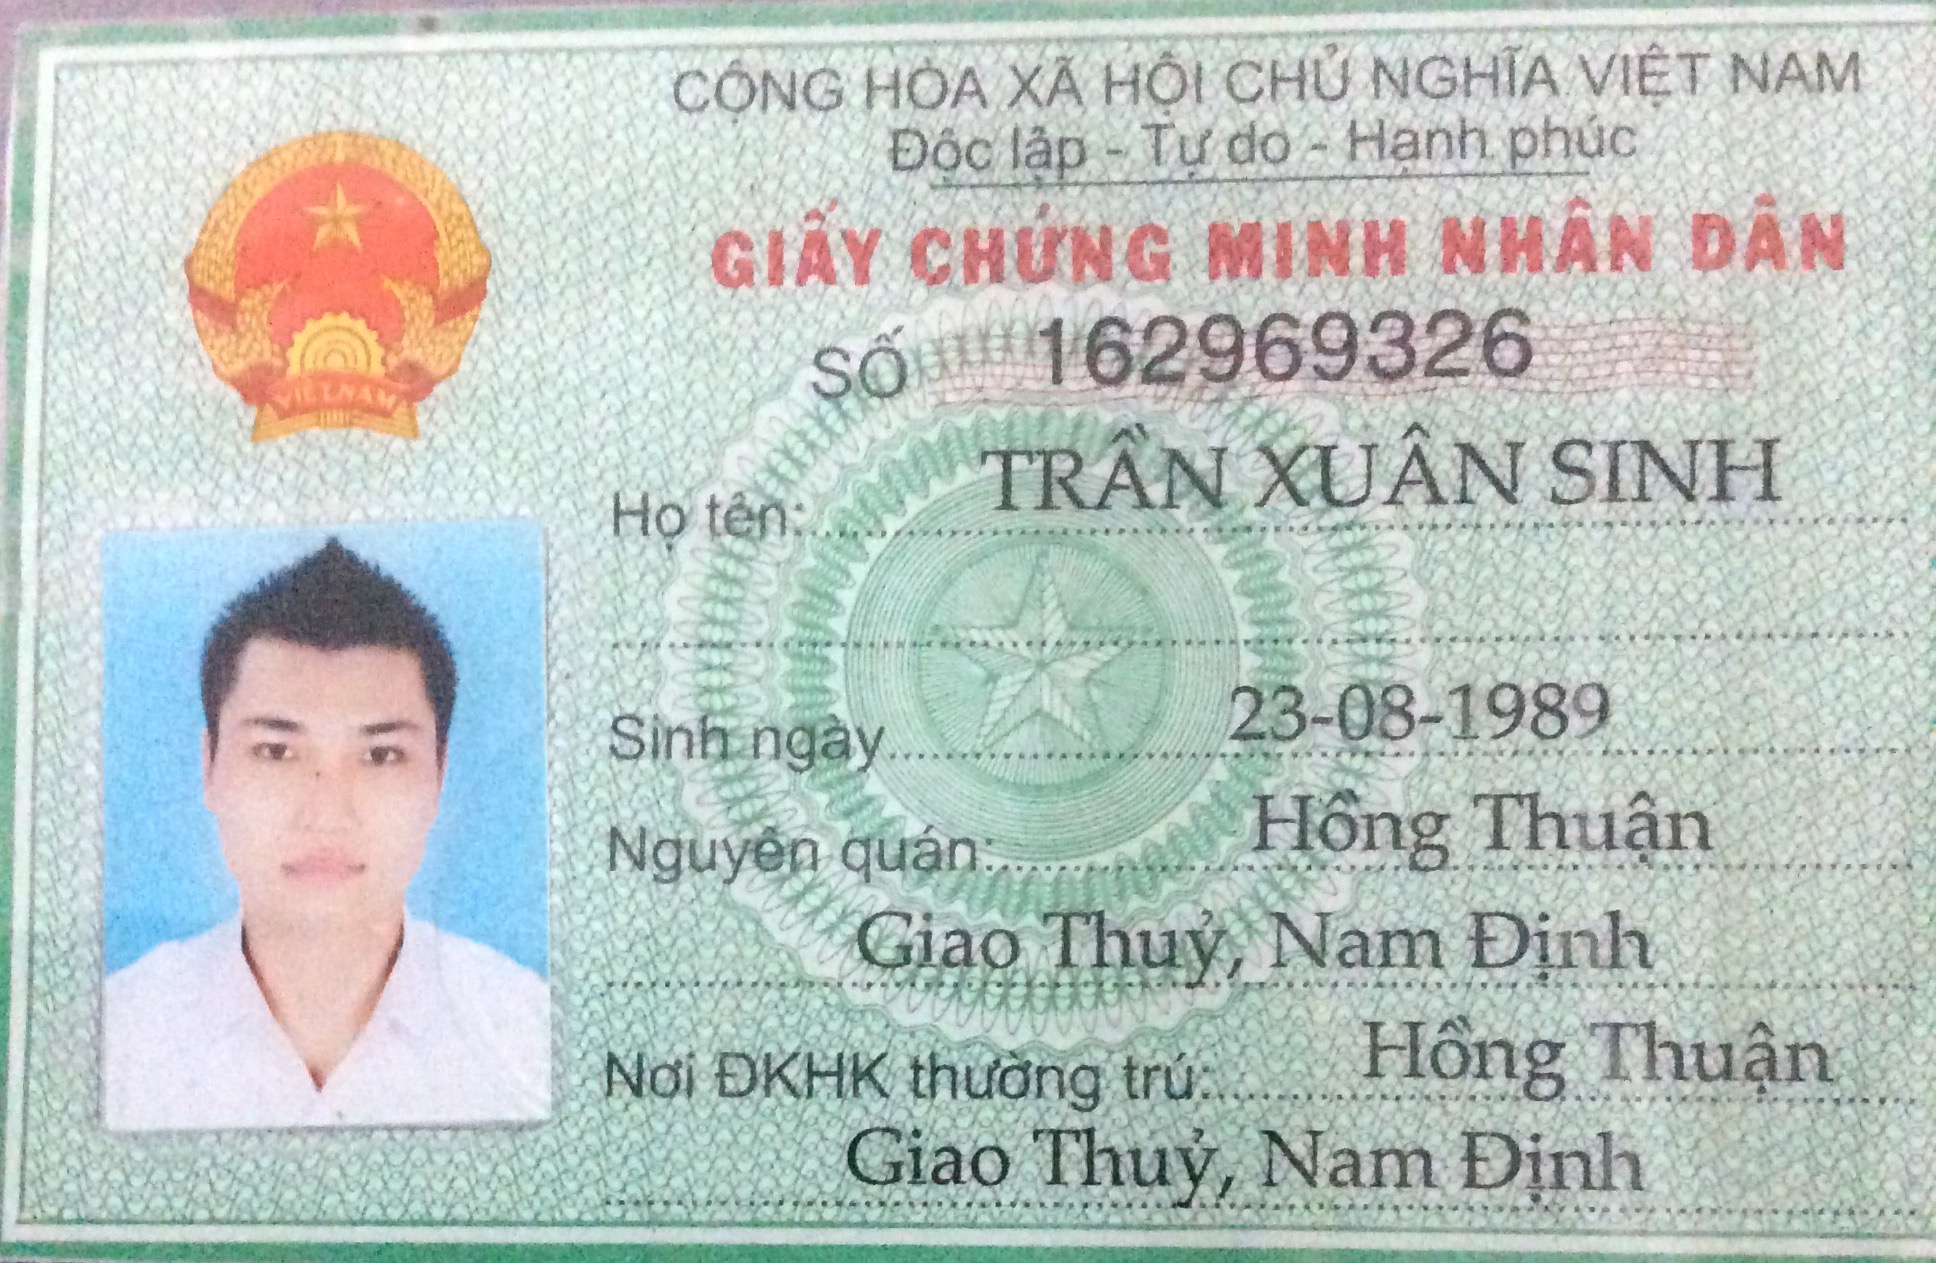 CỘNG HÒA XÃ HỘI CHỦ NGHĨA VIỆT NAM
Độc lập - Tự do - Hạnh phúc
GIẤY CHỨNG MINH NHÂN DÂN
SỐ 162969326
Họ tên: TRẦN XUÂN SINH
Sinh ngày 23-08-1989
Nguyên quán: Hồng Thuận
Giao Thuỷ, Nam Định
Nơi ĐKHK thường trú: Hồng Thuận
Giao Thuỷ, Nam Định
VIỆT NAM